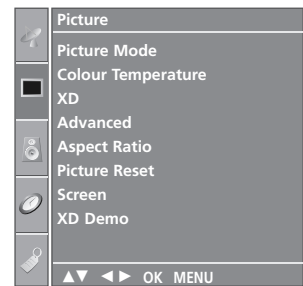 Picture
Picture Mode
Colour Temperature
XD
Advanced
Aspect Ratio
Picture Reset
Screen
XD Demo
▲▼ ◄► OK MENU